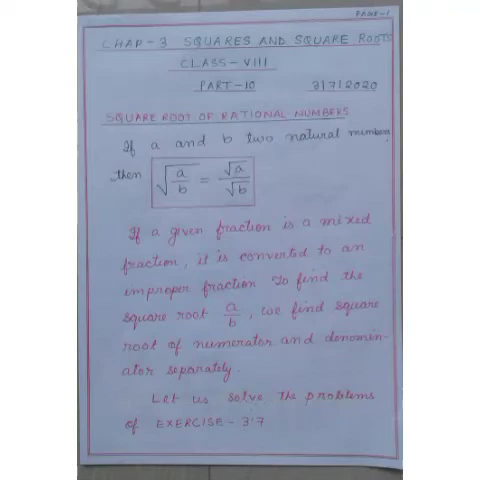 PAGE-1
CHAP-3 SQUARES AND SQUARE ROOTS
CLASS-VIII
PART-10 3/7/2020
SQUARE ROOT OF RATIONAL NUMBERS
If a and b two natural numbers
then √(a/b) = √a/√b
If a given fraction is a mixed
fraction, it is converted to an
improper fraction To find the
square root a/b, we find square
root of numerator and denomin-
ator separately.
Let us solve the problems
of EXERCISE-3.7